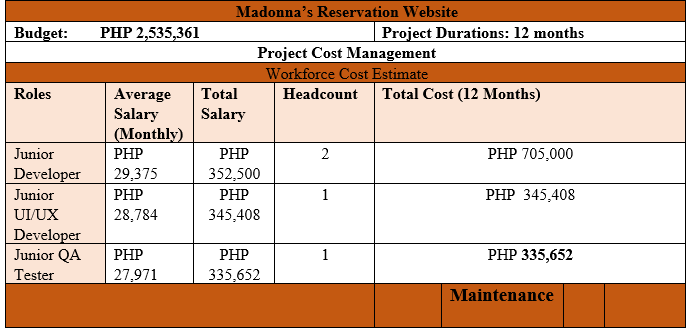 Madonna's Reservation Website
Budget: PHP 2,535,361 Project Durations: 12 months
Project Cost Management
Workforce Cost Estimate
Roles Average Total Headcount Total Cost (12 Months)
Salary Salary
(Monthly)
Junior PHP PHP 2 PHP 705,000
Developer 29,375 352,500
Junior PHP PHP 1 PHP 345,408
UI/UX 28,784 345,408
Developer
Junior QA PHP PHP 1 PHP 335,652
Tester 27,971 335,652
Maintenance